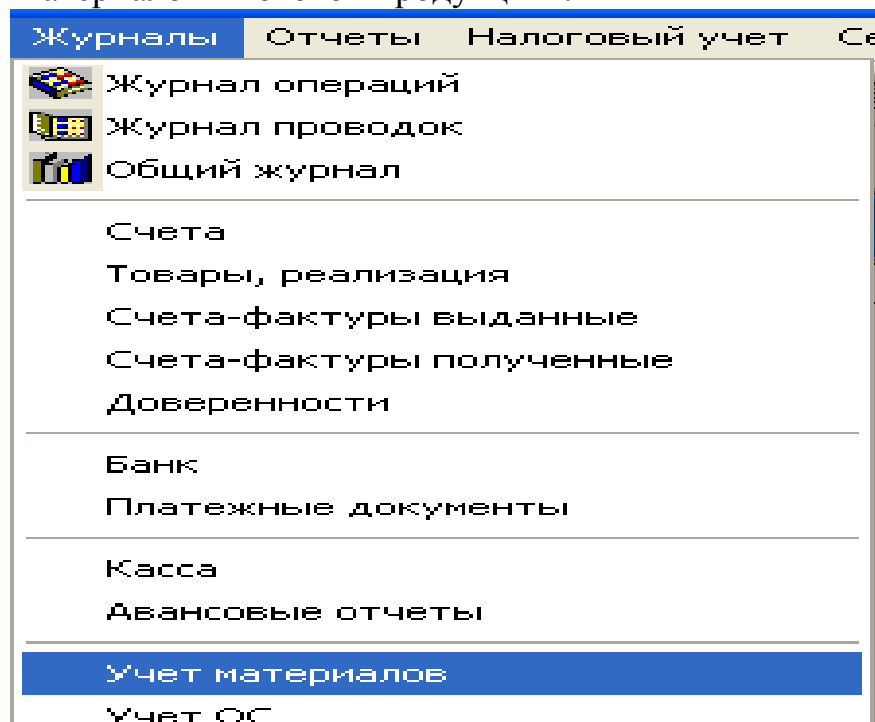 Журналы Отчеты Налоговый учет
Журнал операций
Журнал проводок
Общий журнал
Счета
Товары, реализация
Счета-фактуры выданные
Счета-фактуры полученные
Доверенности
Банк
Платежные документы
Касса
Авансовые отчеты
Учет материалов
Учет ОС